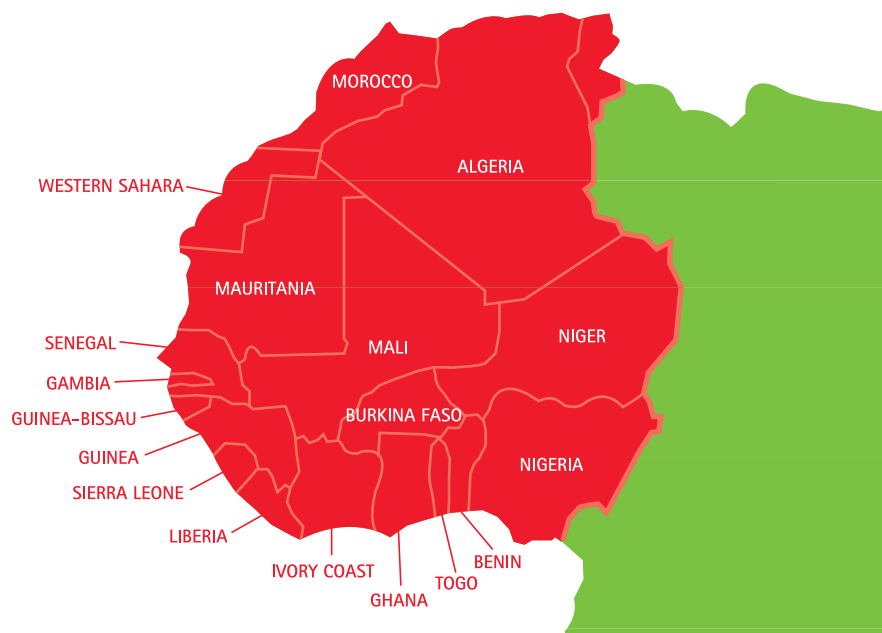 MOROCCO
ALGERIA
WESTERN SAHARA
MAURITANIA
SENEGAL
MALI
NIGER
GAMBIA
GUINEA-BISSAU
BURKINA FASO
GUINEA
NIGERIA
SIERRA LEONE
LIBERIA
IVORY COAST
BENIN
TOGO
GHANA